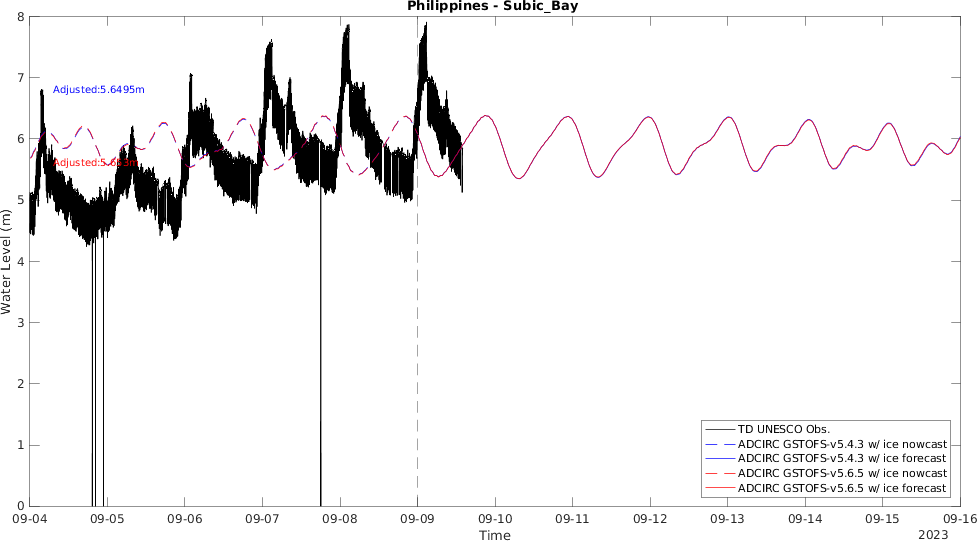 Philippines - Subic_Bay
8
7
6
5
4
3
2
1
0
Water Level (m)
Adjusted:5.6495m
TD UNESCO Obs.
ADCIRC GSTOFS-v5.4.3 w/ ice nowcast
ADCIRC GSTOFS-v5.4.3 w/ ice forecast
ADCIRC GSTOFS-v5.6.5 w/ ice nowcast
ADCIRC GSTOFS-v5.6.5 w/ ice forecast
09-04 09-05 09-06 09-07 09-08 09-09 09-10 09-11 09-12 09-13 09-14 09-15 09-16
Time
2023